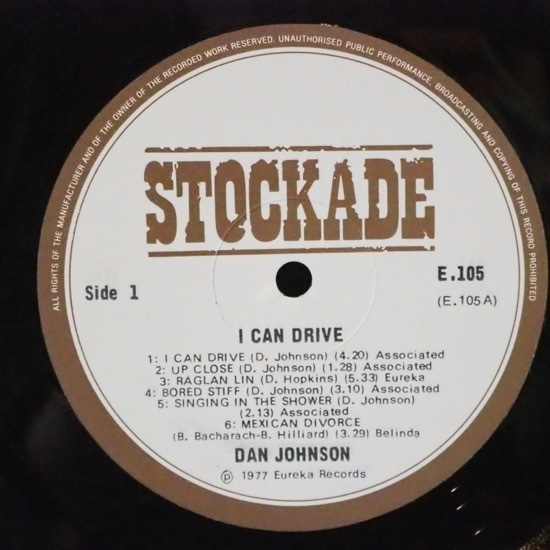 ALL RIGHTS OF THE MANUFACTURER AND OF THE OWNER OF THE RECORDED WORK RESERVED. UNAUTHORISED PUBLIC PERFORMANCE, BROADCASTING AND COPYING OF THIS RECORD PROHIBITED
STOCKADE
Side 1
E.105
(E.105A)
I CAN DRIVE
1: I CAN DRIVE (D. Johnson) (4.20) Associated
2: UP CLOSE (D. Johnson) (1.28) Associated
3: RAGLAN LIN (D. Hopkins) (5.33) Eureka
4: BORED STIFF (D. Johnson) (3.10) Associated
5: SINGING IN THE SHOWER (D. Johnson)
(2.13) Associated
6: MEXICAN DIVORCE
(B. Bacharach-B. Hilliard) (3.29) Belinda
DAN JOHNSON
℗ 1977 Eureka Records